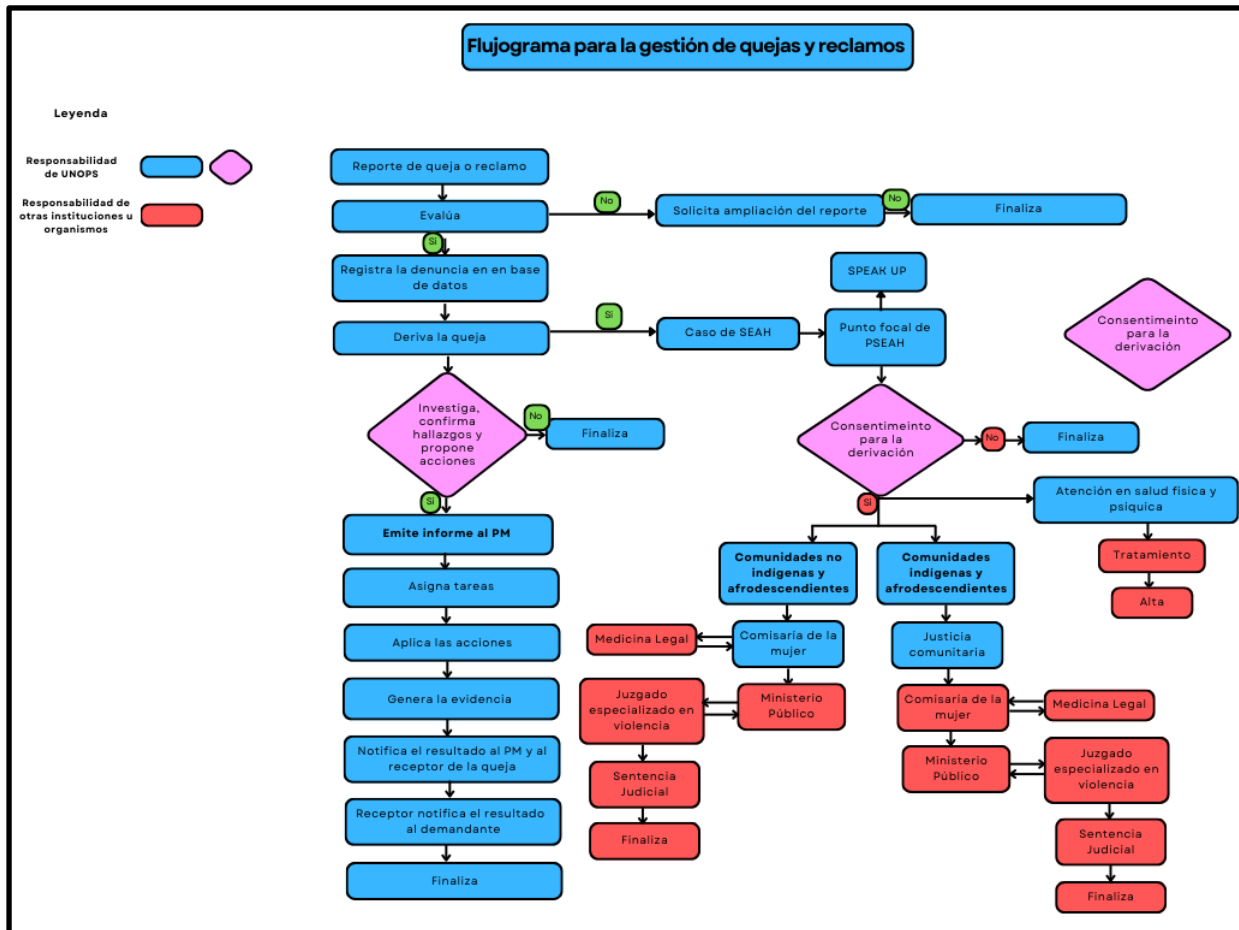 Flujograma para la gestión de quejas y reclamos
Leyenda
Responsabilidad
de UNOPS
Responsabilidad de
otras instituciones u
organismos
Reporte de queja o reclamo
Evalúa
No
Solicita ampliación del reporte
No
Finaliza
Si
Registra la denuncia en en base
de datos
SPEAK UP
Deriva la queja
Si
Caso de SEAH
Punto focal de
PSEAH
Consentimeinto
para la
derivación
Investiga,
confirma
hallazgos y
propone
acciones
No
Finaliza
Consentimeinto
para la
derivación
No
Finaliza
Si
Si
Atención en salud física y
psiquica
Tratamiento
Alta
Emite informe al PM
Asigna tareas
Aplica las acciones
Genera la evidencia
Notifica el resultado al PM y al
receptor de la queja
Receptor notifica el resultado
al demandante
Finaliza
Comunidades no
indígenas y
afrodescendientes
Medicina Legal
Comisaría de la
mujer
Juzgado
especializado en
violencia
Ministerio
Público
Sentencia
Judicial
Finaliza
Comunidades
indígenas y
afrodescendientes
Justicia
comunitaria
Comisaría de la
mujer
Medicina Legal
Ministerio
Público
Juzgado
especializado en
violencia
Sentencia
Judicial
Finaliza